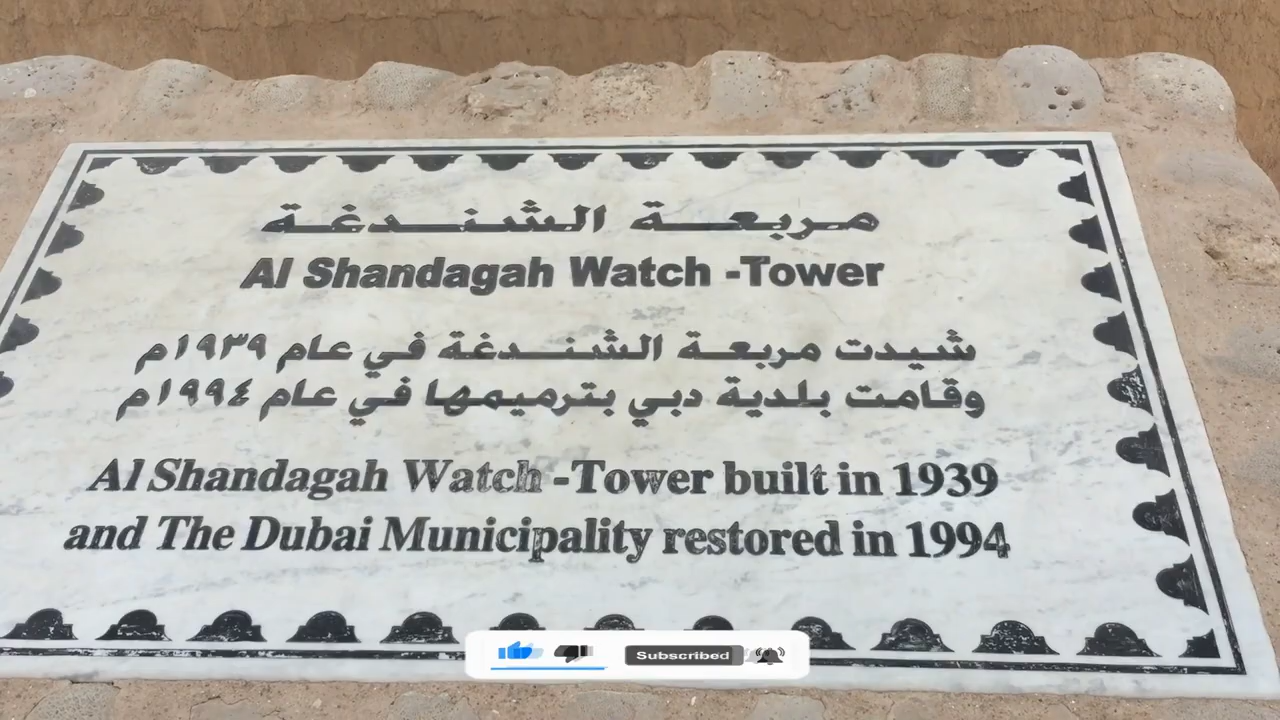 مربعة الشندغة
Al Shandagah Watch -Tower
شيدت مربعة الشندغة في عام ١٩٣٩م
وقامت بلدية دبي بترميمها في عام ١٩٩٤م
Al Shandagah Watch -Tower built in 1939
and The Dubai Municipality restored in 1994
Subscribed